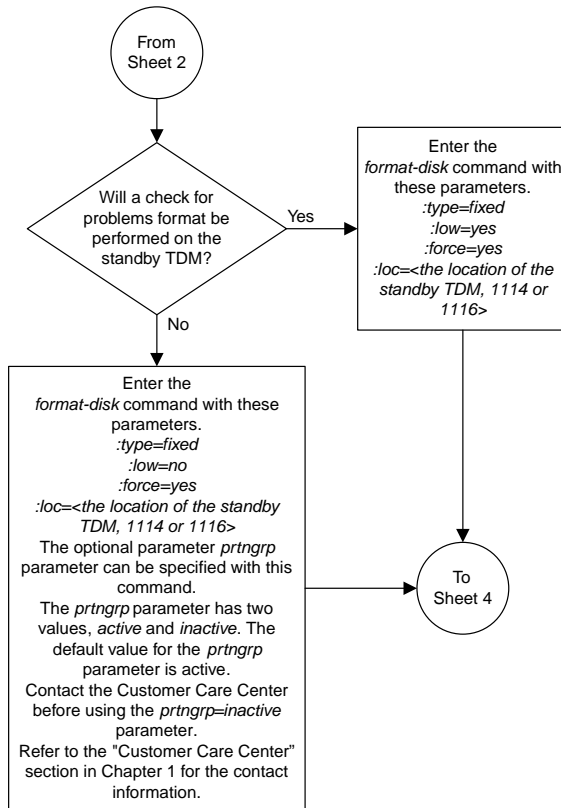 From
Sheet 2
Will a check for
problems format be
performed on the
standby TDM?
Yes
Enter the
format-disk command with
these parameters.
:type=fixed
:low=yes
:force=yes
:loc=<the location of the
standby TDM, 1114 or
1116>
No
Enter the
format-disk command with these
parameters.
:type=fixed
:low=no
:force=yes
:loc=<the location of the standby
TDM, 1114 or 1116>
The optional parameter prtngrp
parameter can be specified with this
command.
The prtngrp parameter has two
values, active and inactive. The
default value for the prtngrp
parameter is active.
Contact the Customer Care Center
before using the prtngrp=inactive
parameter.
Refer to the "Customer Care Center”
section in Chapter 1 for the contact
information.
To
Sheet 4